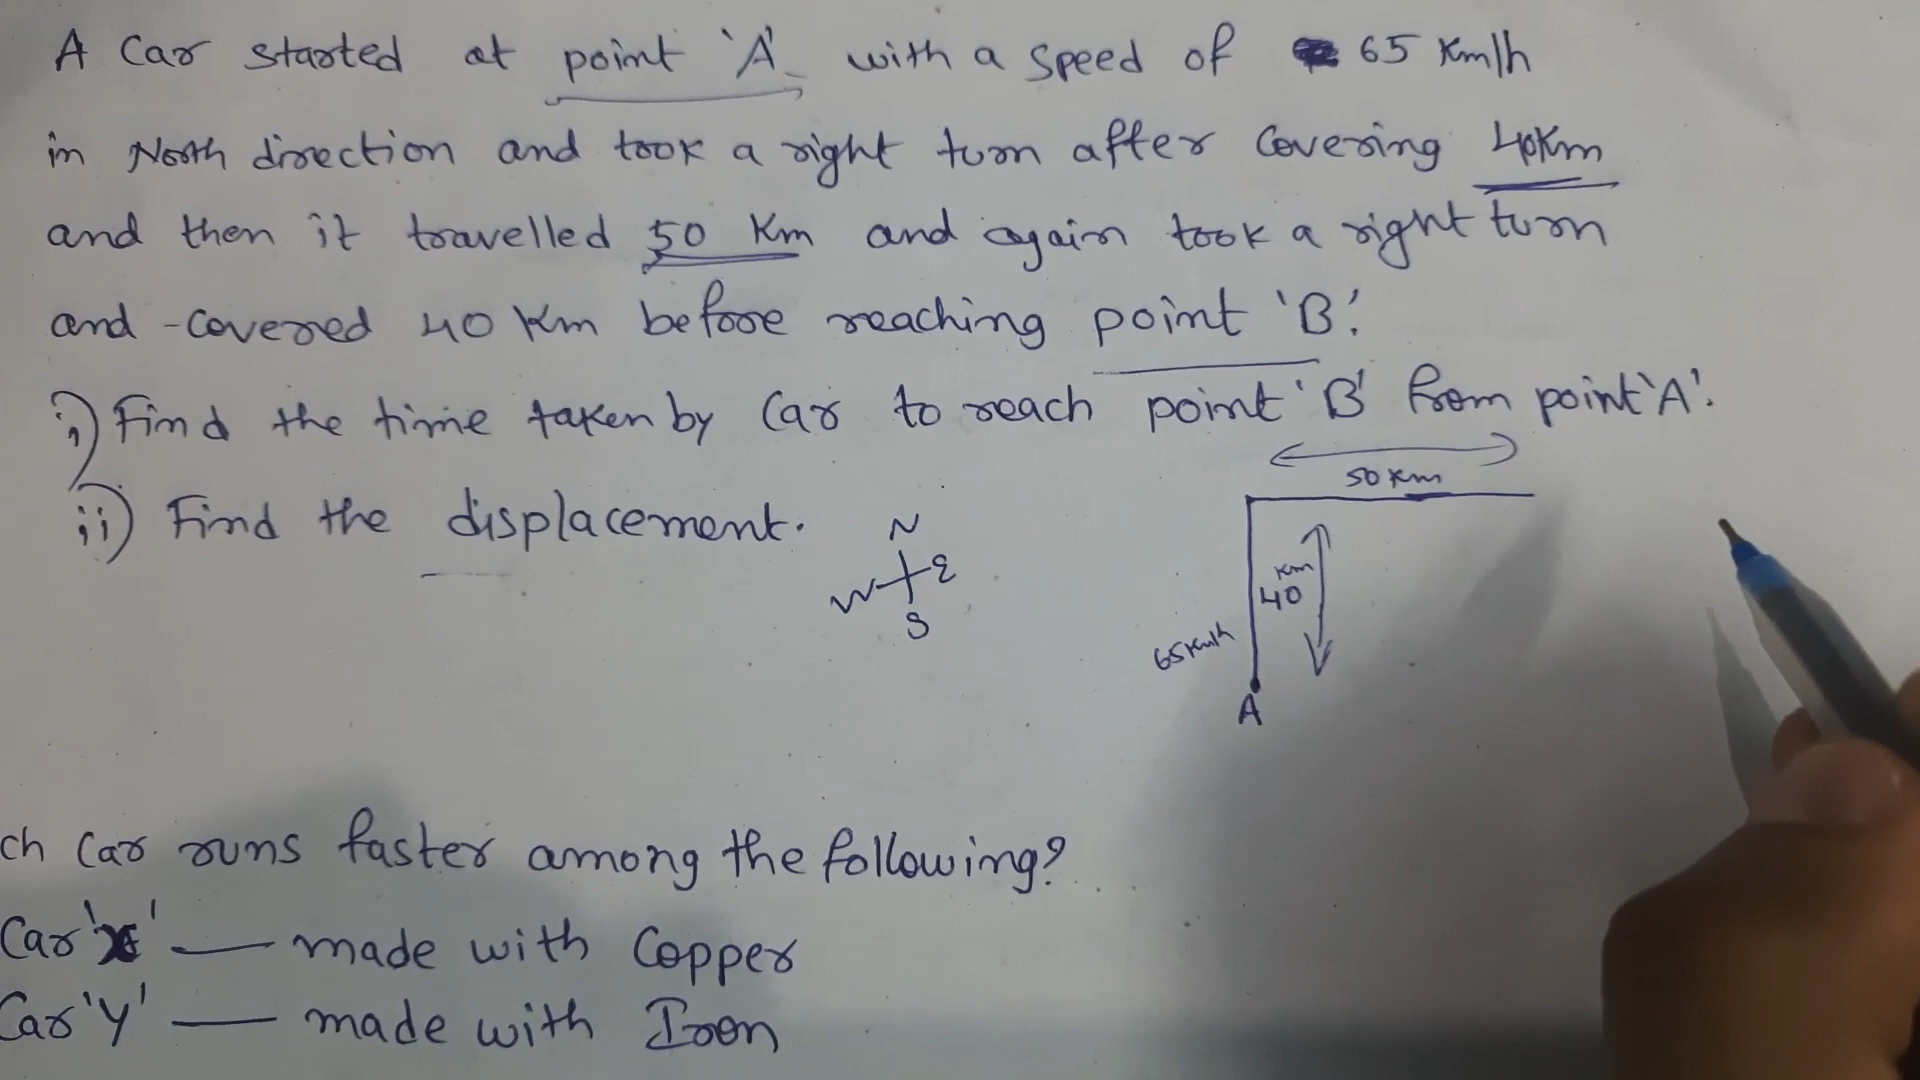 A Car started at point 'A' with a speed of 65 Km/h
in North direction and took a right turn after covering 40Km
and then it travelled 50 Km and again took a right turn
and covered 40 Km before reaching point 'B'.
i) Find the time taken by Car to reach point 'B' from point 'A'.
ii) Find the displacement.
N
W E
S
50 Km
40 Km
65 Km/h
A
ch Car runs faster among the following?
Car 'X' — made with Copper
Car 'Y' — made with Iron